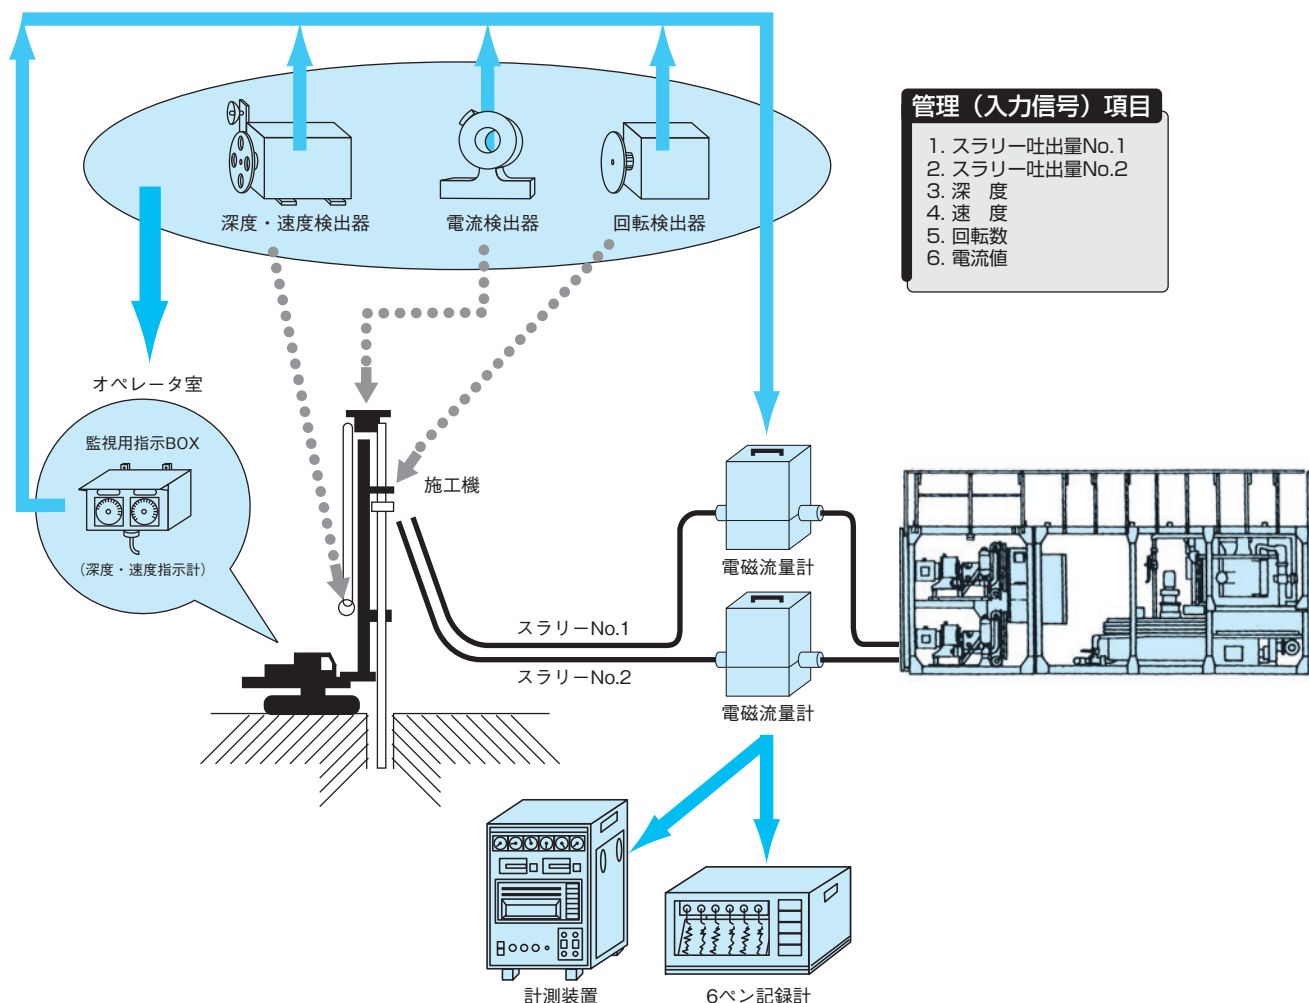 管理（入力信号）項目
1. スラリー吐出量No.1
2. スラリー吐出量No.2
3. 深　度
4. 速　度
5. 回転数
6. 電流値
深度・速度検出器
電流検出器
回転検出器
オペレータ室
監視用指示BOX
（深度・速度指示計）
施工機
電磁流量計
スラリーNo.1
スラリーNo.2
電磁流量計
計測装置
6ペン記録計